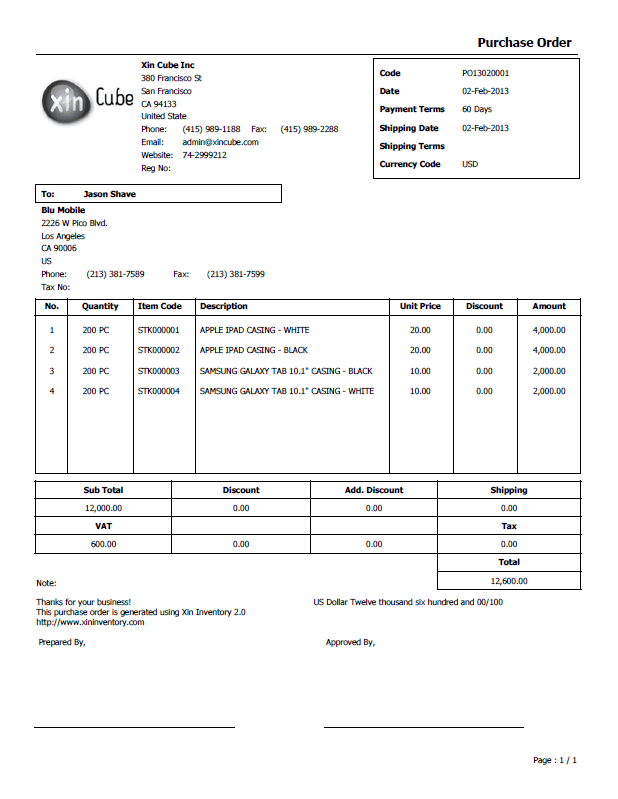 Purchase Order
xin Cube
Xin Cube Inc
380 Francisco St
San Francisco
CA 94133
United State
Phone: (415) 989-1188 Fax: (415) 989-2288
Email: admin@xincube.com
Website: 74-2999212
Reg No:
Code PO13020001
Date 02-Feb-2013
Payment Terms 60 Days
Shipping Date 02-Feb-2013
Shipping Terms
Currency Code USD
To: Jason Shave
Blu Mobile
2226 W Pico Blvd.
Los Angeles
CA 90006
US
Phone: (213) 381-7589 Fax: (213) 381-7599
Tax No:
No. Quantity Item Code Description Unit Price Discount Amount
1 200 PC STK000001 APPLE IPAD CASING - WHITE 20.00 0.00 4,000.00
2 200 PC STK000002 APPLE IPAD CASING - BLACK 20.00 0.00 4,000.00
3 200 PC STK000003 SAMSUNG GALAXY TAB 10.1" CASING - BLACK 10.00 0.00 2,000.00
4 200 PC STK000004 SAMSUNG GALAXY TAB 10.1" CASING - WHITE 10.00 0.00 2,000.00
Sub Total Discount Add. Discount Shipping
12,000.00 0.00 0.00 0.00
VAT Tax
600.00 0.00 0.00 0.00
Total
12,600.00
Note:
Thanks for your business! US Dollar Twelve thousand six hundred and 00/100
This purchase order is generated using Xin Inventory 2.0
http://www.xininventory.com
Prepared By, Approved By,
Page : 1 / 1